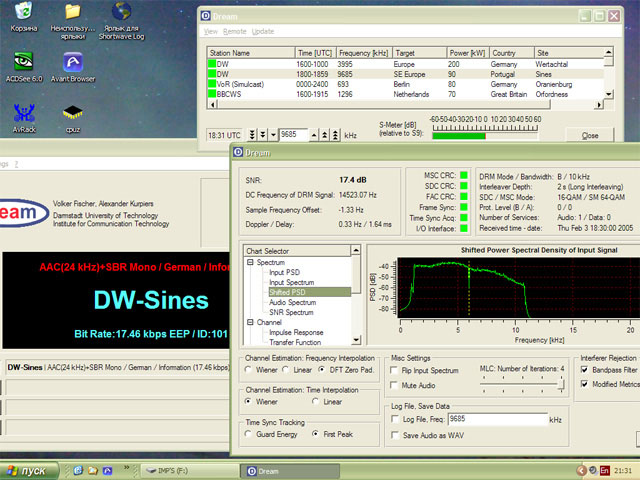 Корзина
Неиспользу... ярлыки
Ярлык для Shortwave Log
ACDSee 6.0
Avant Browser
AvRack
cpuz
Dream
View Remote Update
Station Name Time [UTC] Frequency [kHz] Target Power [kW] Country Site
DW 1600-1000 3995 Europe 200 Germany Wertachtal
DW 1800-1859 9685 SE Europe 90 Portugal Sines
VoR (Simulcast) 0000-2400 693 Berlin 80 Germany Oranienburg
BBCWS 1600-1915 1296 Netherlands 70 Great Britain Orfordness
18:31 UTC 9685 kHz
S-Meter [dB]
(relative to S9)
-60-50-40-30-20-10 0 10 20 30 40 50 60
Close
Dream
SNR: 17.4 dB
DC Frequency of DRM Signal: 14523.07 Hz
Sample Frequency Offset: -1.33 Hz
Doppler / Delay: 0.33 Hz / 1.64 ms
MSC CRC:
SDC CRC:
FAC CRC:
Frame Sync:
Time Sync Acq:
I/O Interface:
DRM Mode / Bandwidth: B / 10 kHz
Interleaver Depth: 2 s (Long Interleaving)
SDC / MSC Mode: 16-QAM / SM 64-QAM
Prot. Level (B / A): 0 / 0
Number of Services: Audio: 1 / Data: 0
Received time - date: Thu Feb 3 18:30:00 2005
Chart Selector
Spectrum
Input PSD
Input Spectrum
Shifted PSD
Audio Spectrum
SNR Spectrum
Channel
Impulse Response
Transfer Function
Shifted Power Spectral Density of Input Signal
PSD [dB]
-40
-50
-60
-70
-80
0 5 10 15 20
Frequency [kHz]
Channel Estimation: Frequency Interpolation
Wiener Linear DFT Zero Pad.
Channel Estimation: Time Interpolation
Wiener Linear
Time Sync Tracking
Guard Energy First Peak
Misc Settings
Flip Input Spectrum
Mute Audio
MLC: Number of Iterations: 4
Log File, Save Data
Log File, Freq: 9685 kHz
Save Audio as WAV
Interferer Rejection
Bandpass Filter
Modified Metrics
ngs ?
eam
Volker Fischer, Alexander Kurpiers
Darmstadt University of Technology
Institute for Communication Technology
AAC(24 kHz)+SBR Mono / German / Inform
DW-Sines
Bit Rate:17.46 kbps EEP / ID:101
DW-Sines | AAC(24 kHz)+SBR Mono / German / Information (17.46 kbps)
пуск
»
IMP'S (F:)
Dream
En
21:31